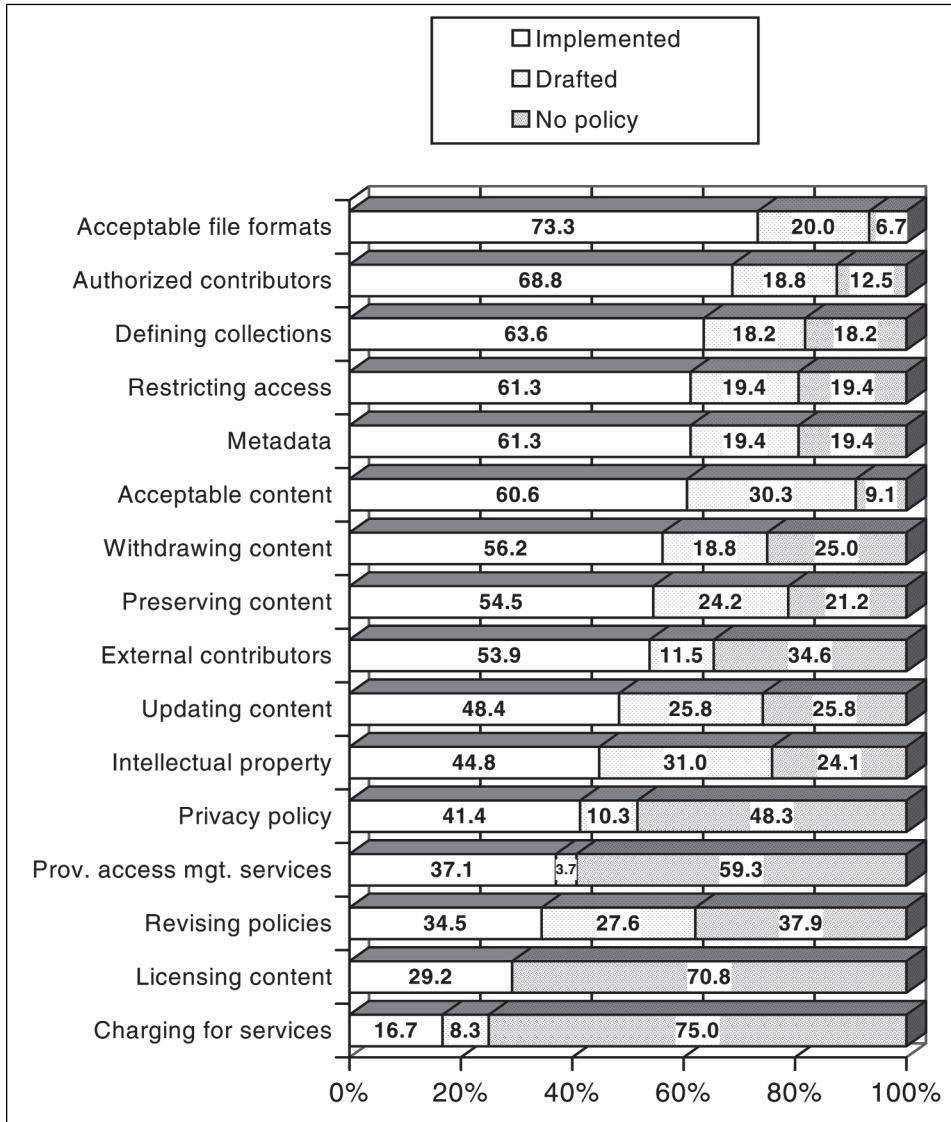 Implemented
Drafted
No policy
Acceptable file formats 73.3 20.0 6.7
Authorized contributors 68.8 18.8 12.5
Defining collections 63.6 18.2 18.2
Restricting access 61.3 19.4 19.4
Metadata 61.3 19.4 19.4
Acceptable content 60.6 30.3 9.1
Withdrawing content 56.2 18.8 25.0
Preserving content 54.5 24.2 21.2
External contributors 53.9 11.5 34.6
Updating content 48.4 25.8 25.8
Intellectual property 44.8 31.0 24.1
Privacy policy 41.4 10.3 48.3
Prov. access mgt. services 37.1 3.7 59.3
Revising policies 34.5 27.6 37.9
Licensing content 29.2 70.8
Charging for services 16.7 8.3 75.0
0% 20% 40% 60% 80% 100%